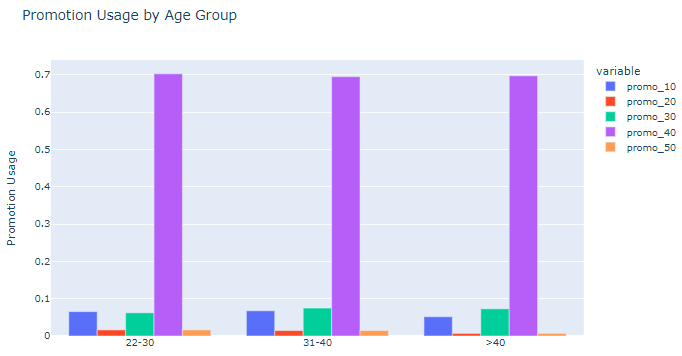 Promotion Usage by Age Group
0.7
0.6
0.5
0.4
0.3
0.2
0.1
0
Promotion Usage
22-30
31-40
>40
variable
promo_10
promo_20
promo_30
promo_40
promo_50